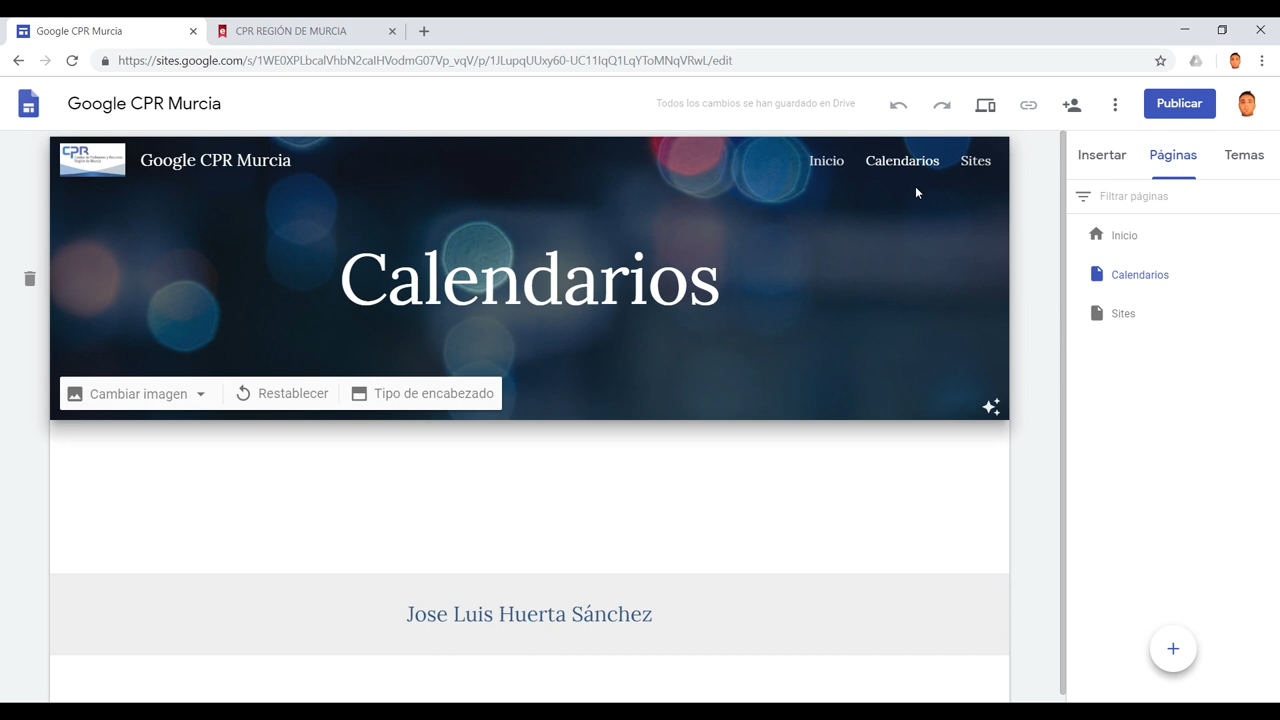 Google CPR Murcia
CPR REGIÓN DE MURCIA
https://sites.google.com/s/1WE0XPLbcalVhbN2calHVodmG07Vp_vqV/p/1JLupqUUxy60-UC11IqQ1LqYToMNqVRwL/edit
Google CPR Murcia
Todos los cambios se han guardado en Drive
Publicar
CPR
Google CPR Murcia
Inicio Calendarios Sites
Calendarios
Cambiar imagen
Restablecer
Tipo de encabezado
Jose Luis Huerta Sánchez
Insertar Páginas Temas
Filtrar páginas
Inicio
Calendarios
Sites